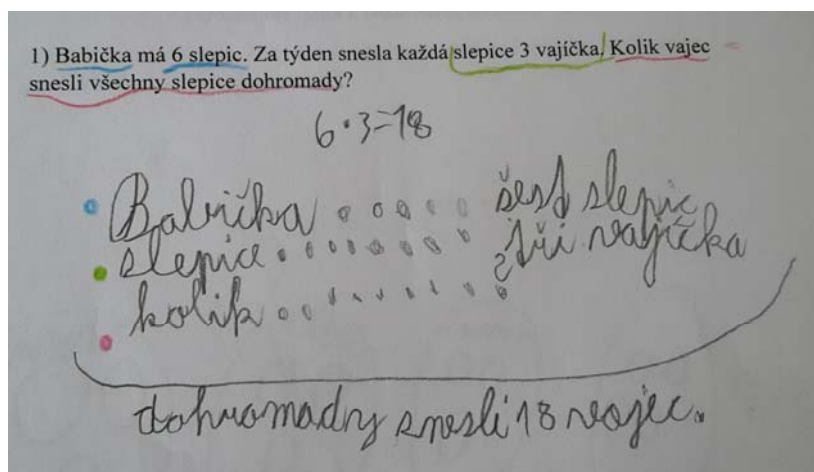 1) Babička má 6 slepic. Za týden snesla každá slepice 3 vajíčka. Kolik vajec
snesli všechny slepice dohromady?
6·3=18
Babička ..... šest slepic
slepice ....... tři vajíčka
kolik ........ ?
dohromady snesli 18 vajec.